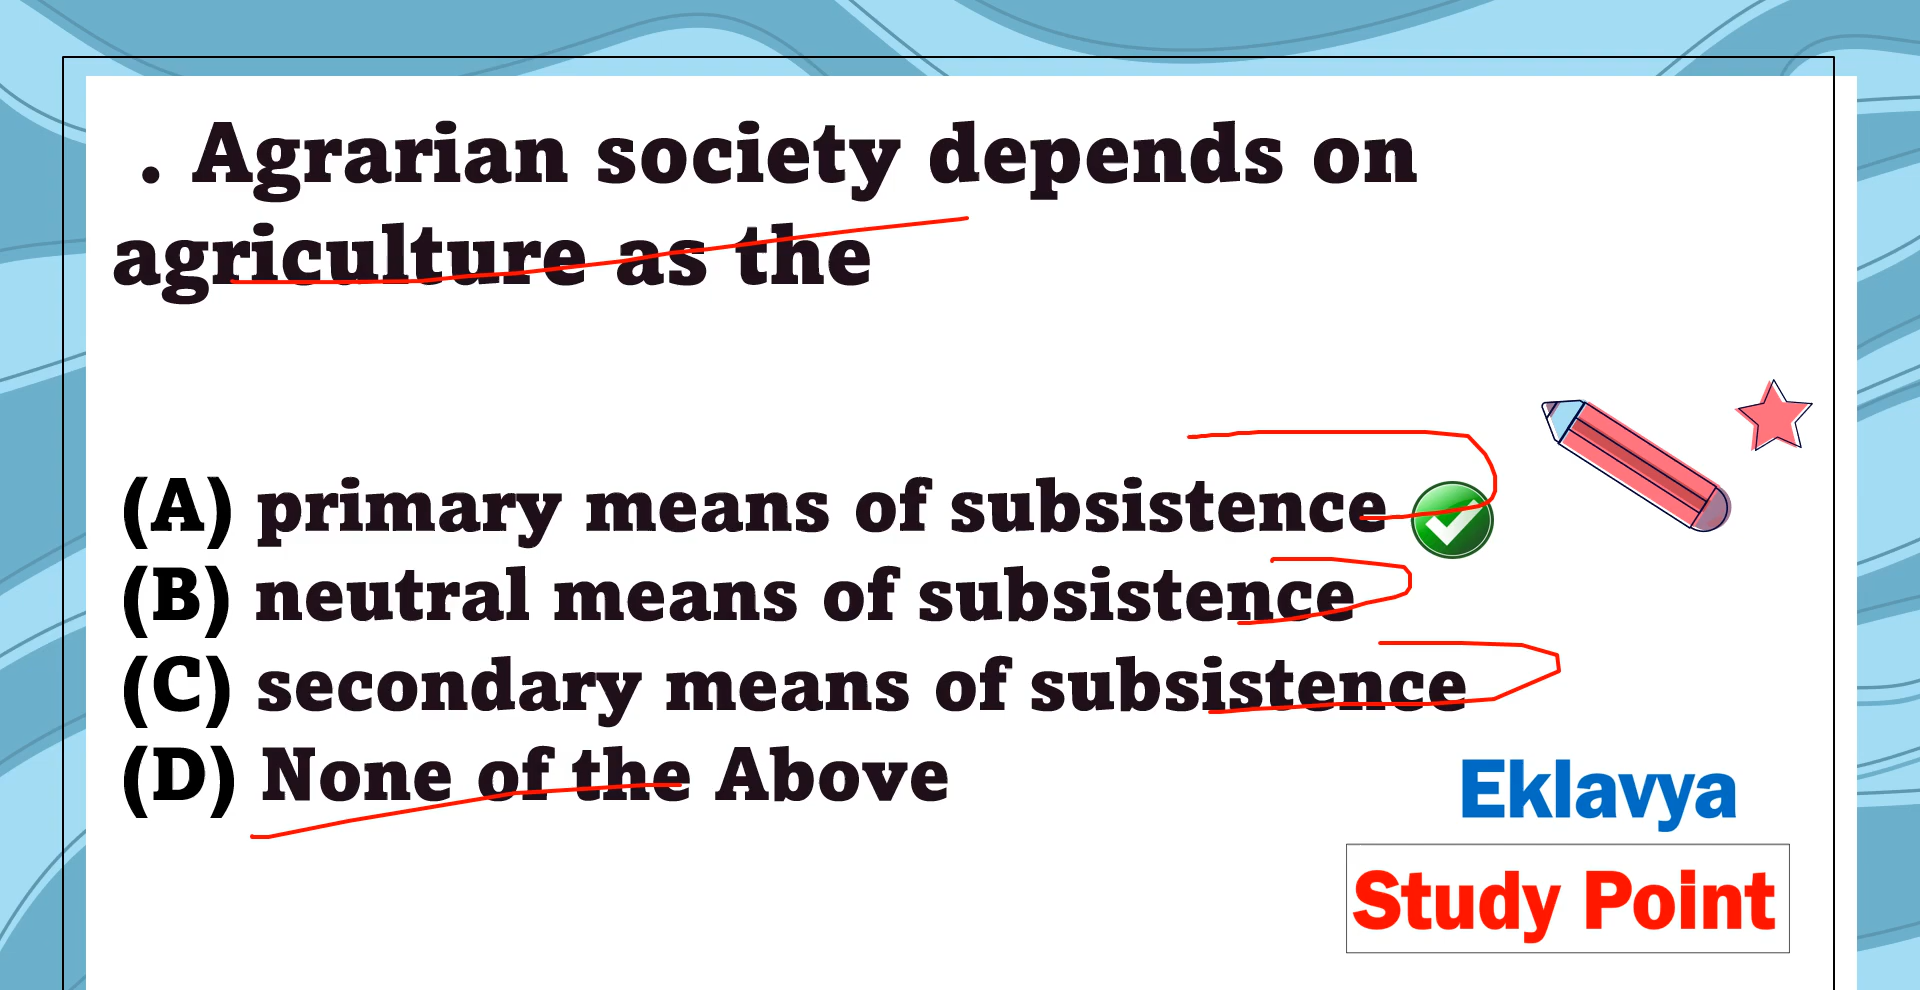 . Agrarian society depends on
agriculture as the
(A) primary means of subsistence
(B) neutral means of subsistence
(C) secondary means of subsistence
(D) None of the Above
Eklavya
Study Point